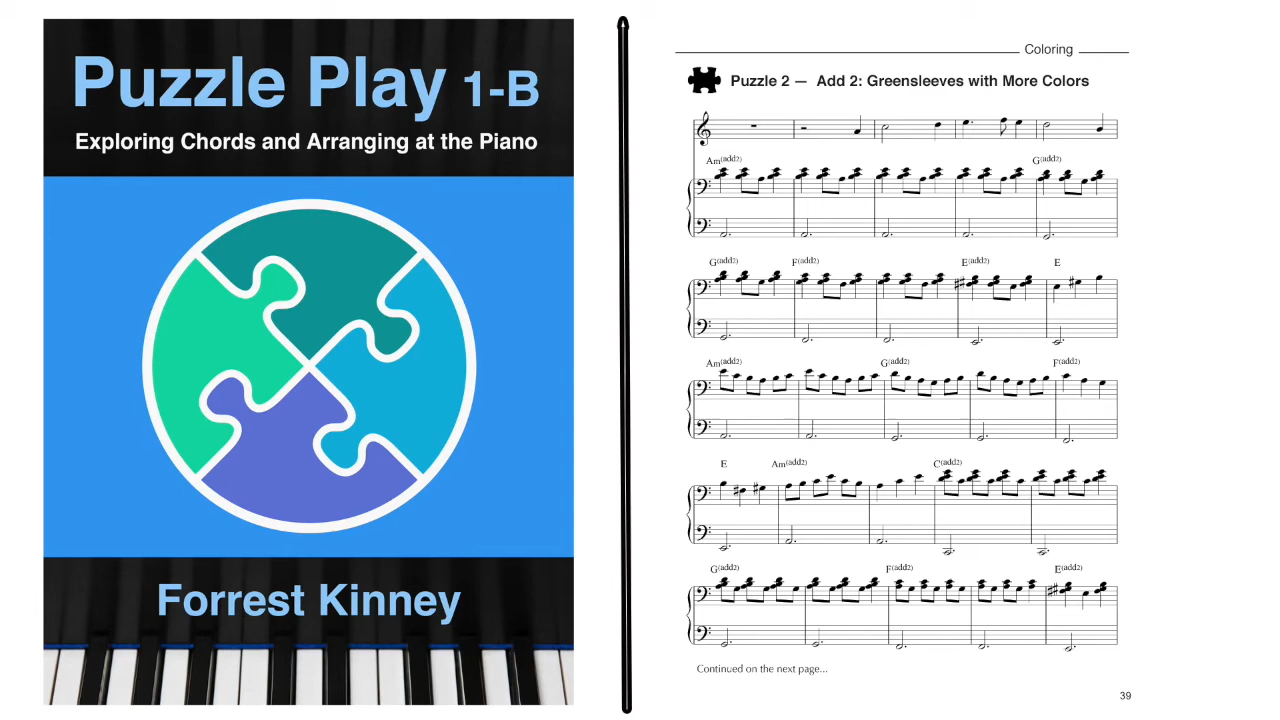 Puzzle Play 1-B
Exploring Chords and Arranging at the Piano
Forrest Kinney
Coloring
Puzzle 2 — Add 2: Greensleeves with More Colors
Am(add2) G(add2)
G(add2) F(add2) E(add2) E
Am(add2) G(add2) F(add2)
E Am(add2) C(add2)
G(add2) F(add2) E(add2)
Continued on the next page...
39